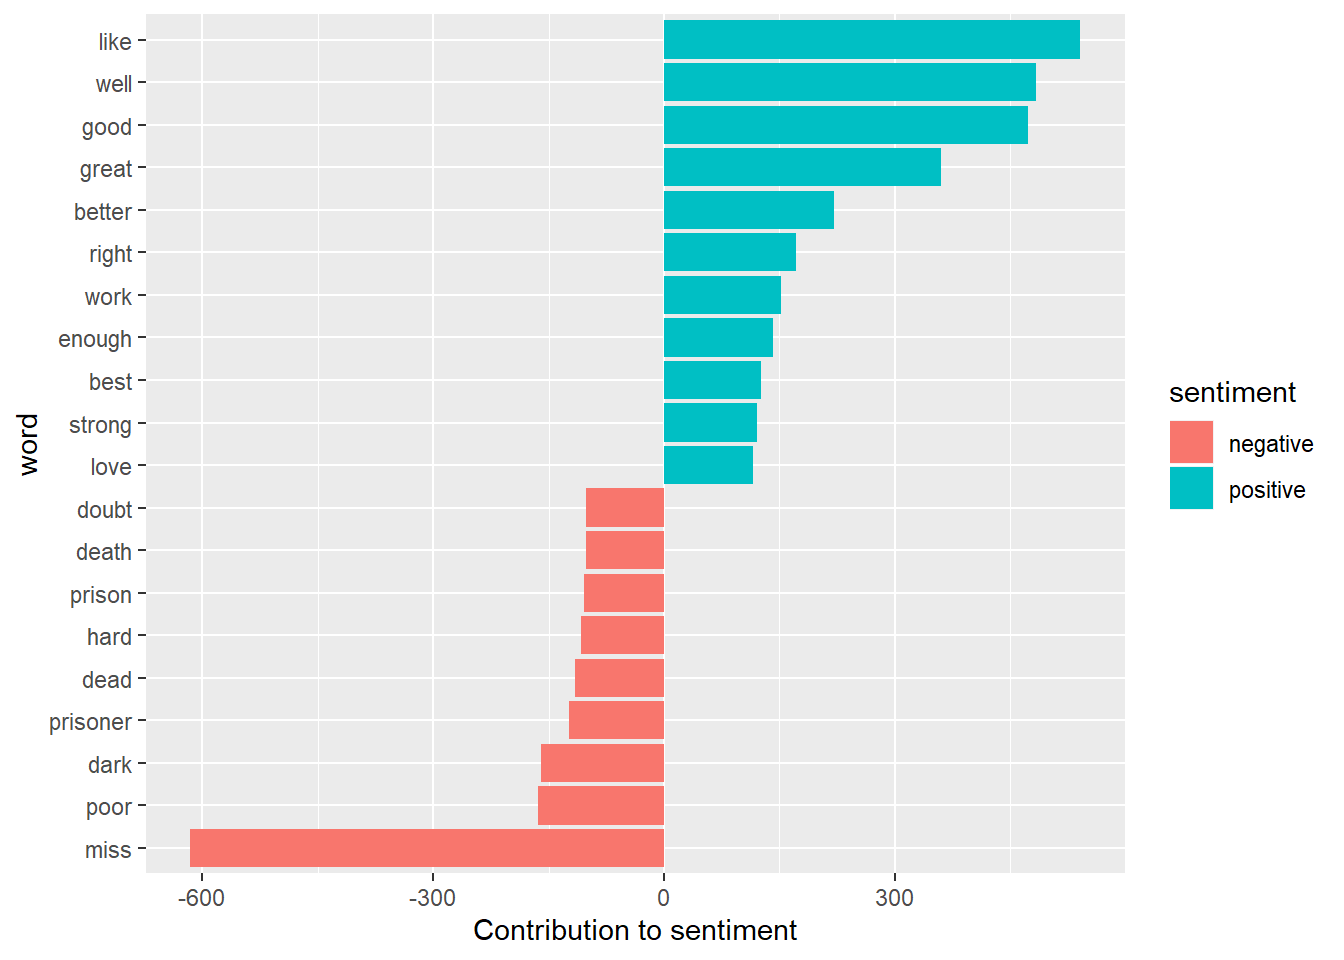 like
well
good
great
better
right
work
enough
best
strong
love
doubt
death
prison
hard
dead
prisoner
dark
poor
miss
word
-600 -300 0 300
Contribution to sentiment
sentiment
negative
positive